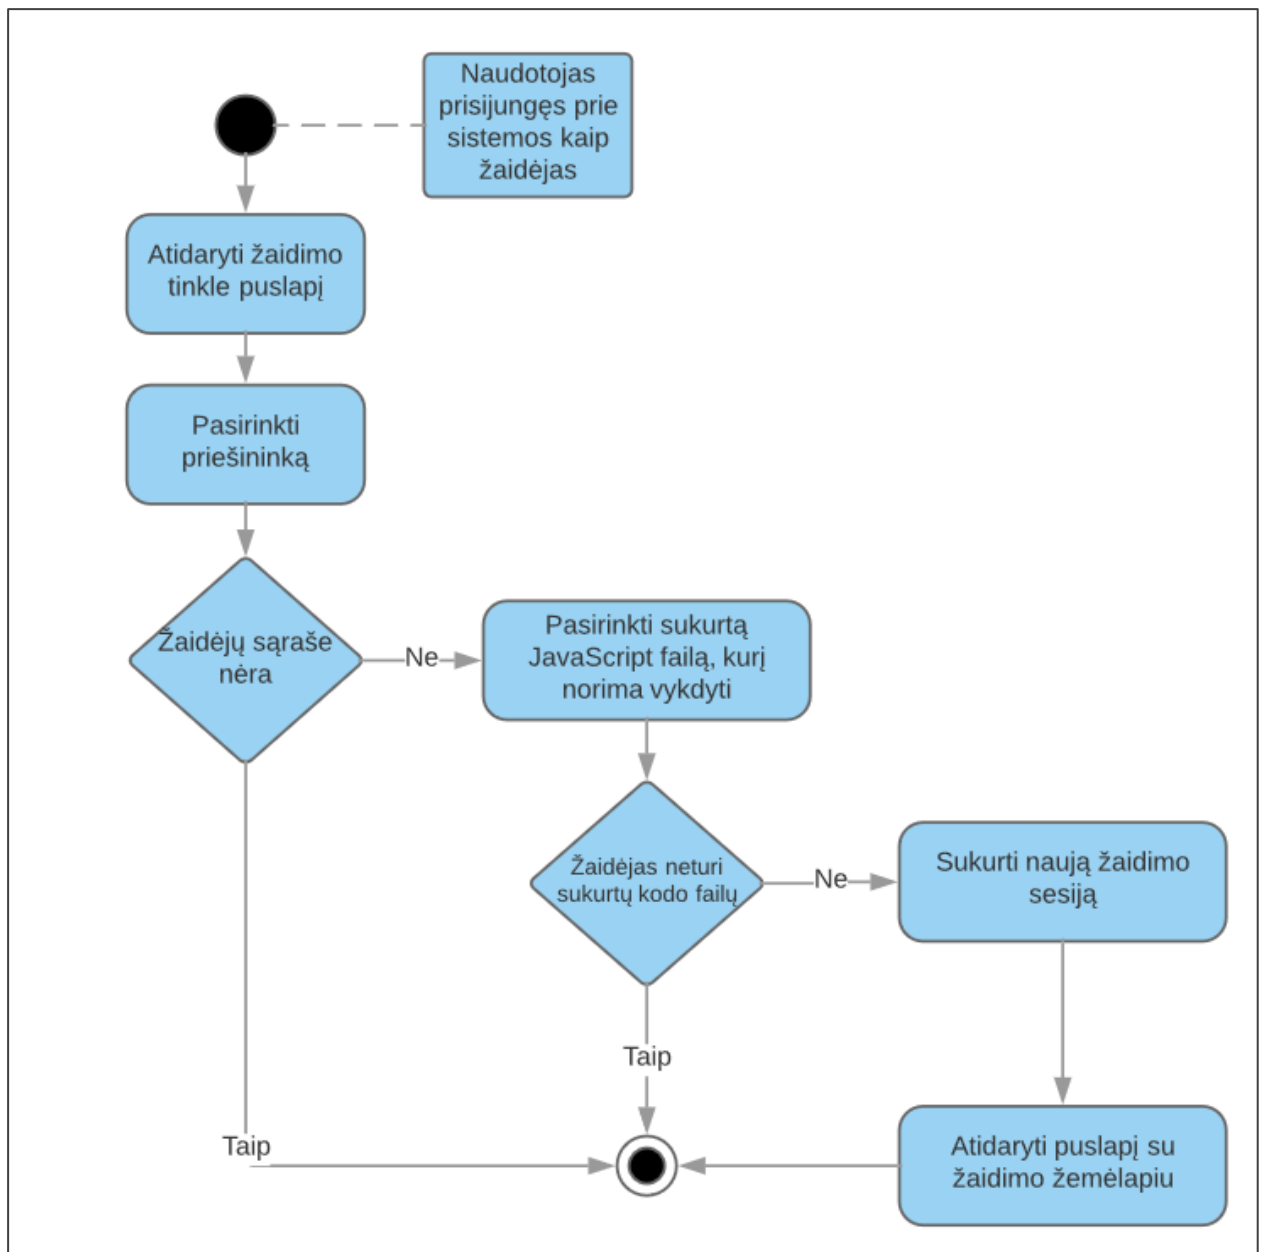 Naudotojas
prisijungęs prie
sistemos kaip
žaidėjas
Atidaryti žaidimo
tinkle puslapį
Pasirinkti
priešininką
Žaidėjų sąraše
nėra
Ne
Pasirinkti sukurtą
JavaScript failą, kurį
norima vykdyti
Žaidėjas neturi
sukurtų kodo failų
Ne
Sukurti naują žaidimo
sesiją
Taip
Taip
Atidaryti puslapį su
žaidimo žemėlapiu